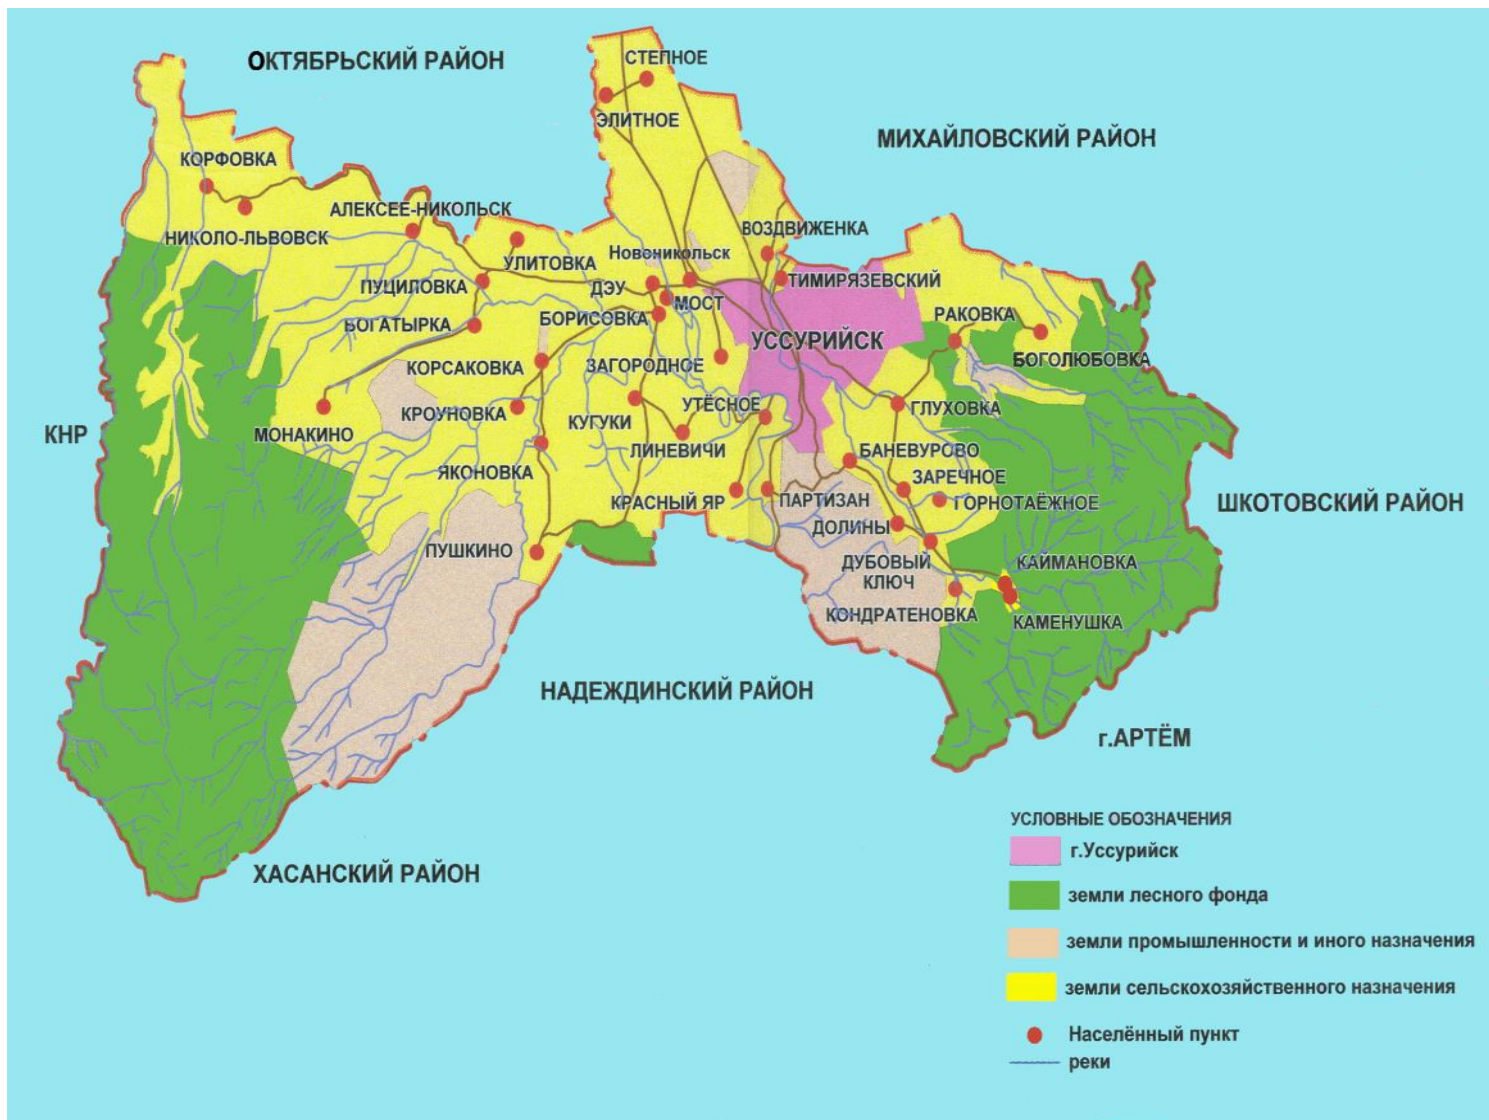 ОКТЯБРЬСКИЙ РАЙОН
СТЕПНОЕ
ЭЛИТНОЕ
МИХАЙЛОВСКИЙ РАЙОН
КОРФОВКА
АЛЕКСЕЕ-НИКОЛЬСК
НИКОЛО-ЛЬВОВСК
ВОЗДВИЖЕНКА
УЛИТОВКА
Новоникольск
ТИМИРЯЗЕВСКИЙ
ПУЦИЛОВКА
ДЭУ
МОСТ
БОГАТЫРКА
БОРИСОВКА
РАКОВКА
УССУРИЙСК
БОГОЛЮБОВКА
КОРСАКОВКА
ЗАГОРОДНОЕ
КРОУНОВКА
УТЁСНОЕ
ГЛУХОВКА
КНР
МОНАКИНО
КУГУКИ
ЛИНЕВИЧИ
БАНЕВУРОВО
ЯКОНОВКА
ЗАРЕЧНОЕ
КРАСНЫЙ ЯР
ПАРТИЗАН
ГОРНОТАЁЖНОЕ
ШКОТОВСКИЙ РАЙОН
ДОЛИНЫ
ПУШКИНО
ДУБОВЫЙ
КЛЮЧ
КАЙМАНОВКА
КОНДРАТЕНОВКА
КАМЕНУШКА
НАДЕЖДИНСКИЙ РАЙОН
г.АРТЁМ
ХАСАНСКИЙ РАЙОН
УСЛОВНЫЕ ОБОЗНАЧЕНИЯ
г.Уссурийск
земли лесного фонда
земли промышленности и иного назначения
земли сельскохозяйственного назначения
Населённый пункт
реки